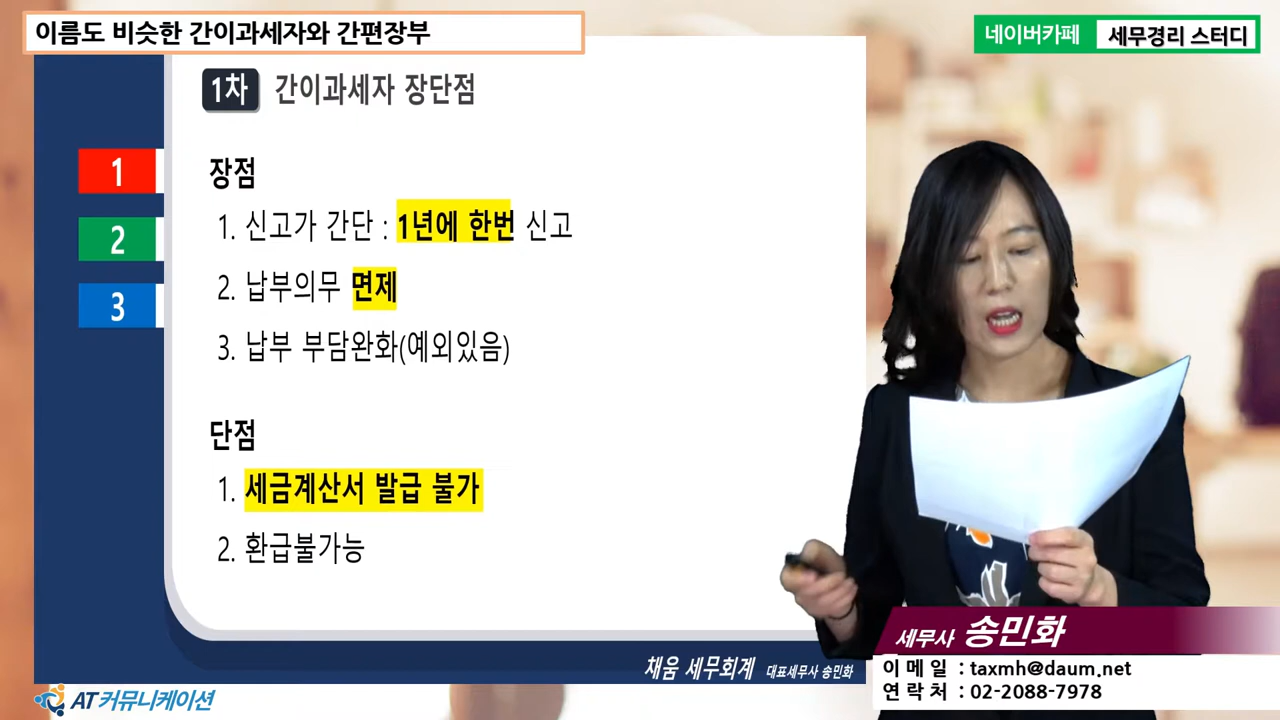 이름도 비슷한 간이과세자와 간편장부
네이버카페 세무경리 스터디
1차 간이과세자 장단점
1
2
3
장점
1. 신고가 간단 : 1년에 한번 신고
2. 납부의무 면제
3. 납부 부담완화(예외있음)
단점
1. 세금계산서 발급 불가
2. 환급불가능
채움 세무회계 대표세무사 송민화
세무사 송민화
이 메 일 : taxmh@daum.net
연 락 처 : 02-2088-7978
AT커뮤니케이션